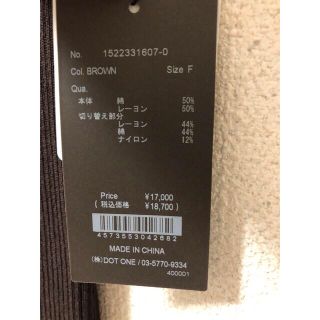 No. 1522331607-0
Col. BROWN Size F
Qua.
本体 綿 50%
レーヨン 50%
切り替え部分
レーヨン 44%
綿 44%
ナイロン 12%
Price ¥17,000
( 税込価格 ¥18,700 )
4573553042682
MADE IN CHINA
(株) DOT ONE / 03-5770-9334
400001